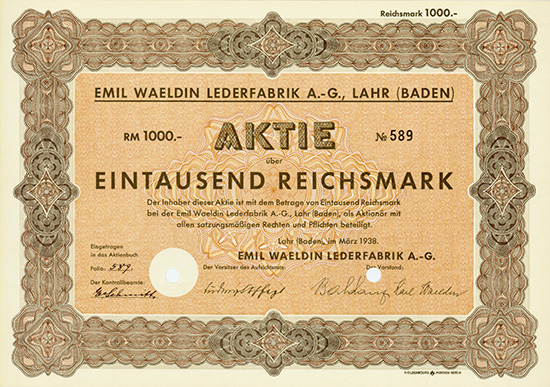 Reichsmark 1000.-
EMIL WAELDIN LEDERFABRIK A.-G., LAHR (BADEN)
RM 1000.- AKTIE № 589
über
EINTAUSEND REICHSMARK
Der Inhaber dieser Aktie ist mit dem Betrage von Eintausend Reichsmark
bei der Emil Waeldin Lederfabrik A.-G., Lahr (Baden), als Aktionär mit
allen satzungsmäßigen Rechten und Pflichten beteiligt.
Lahr (Baden), im März 1938.
EMIL WAELDIN LEDERFABRIK A.-G.
Eingetragen
in das Aktienbuch
Folio: 589.
Der Kontrollbeamte:
Der Vorsitzer des Aufsichtsrats:
Der Vorstand:
Karl Waeldin